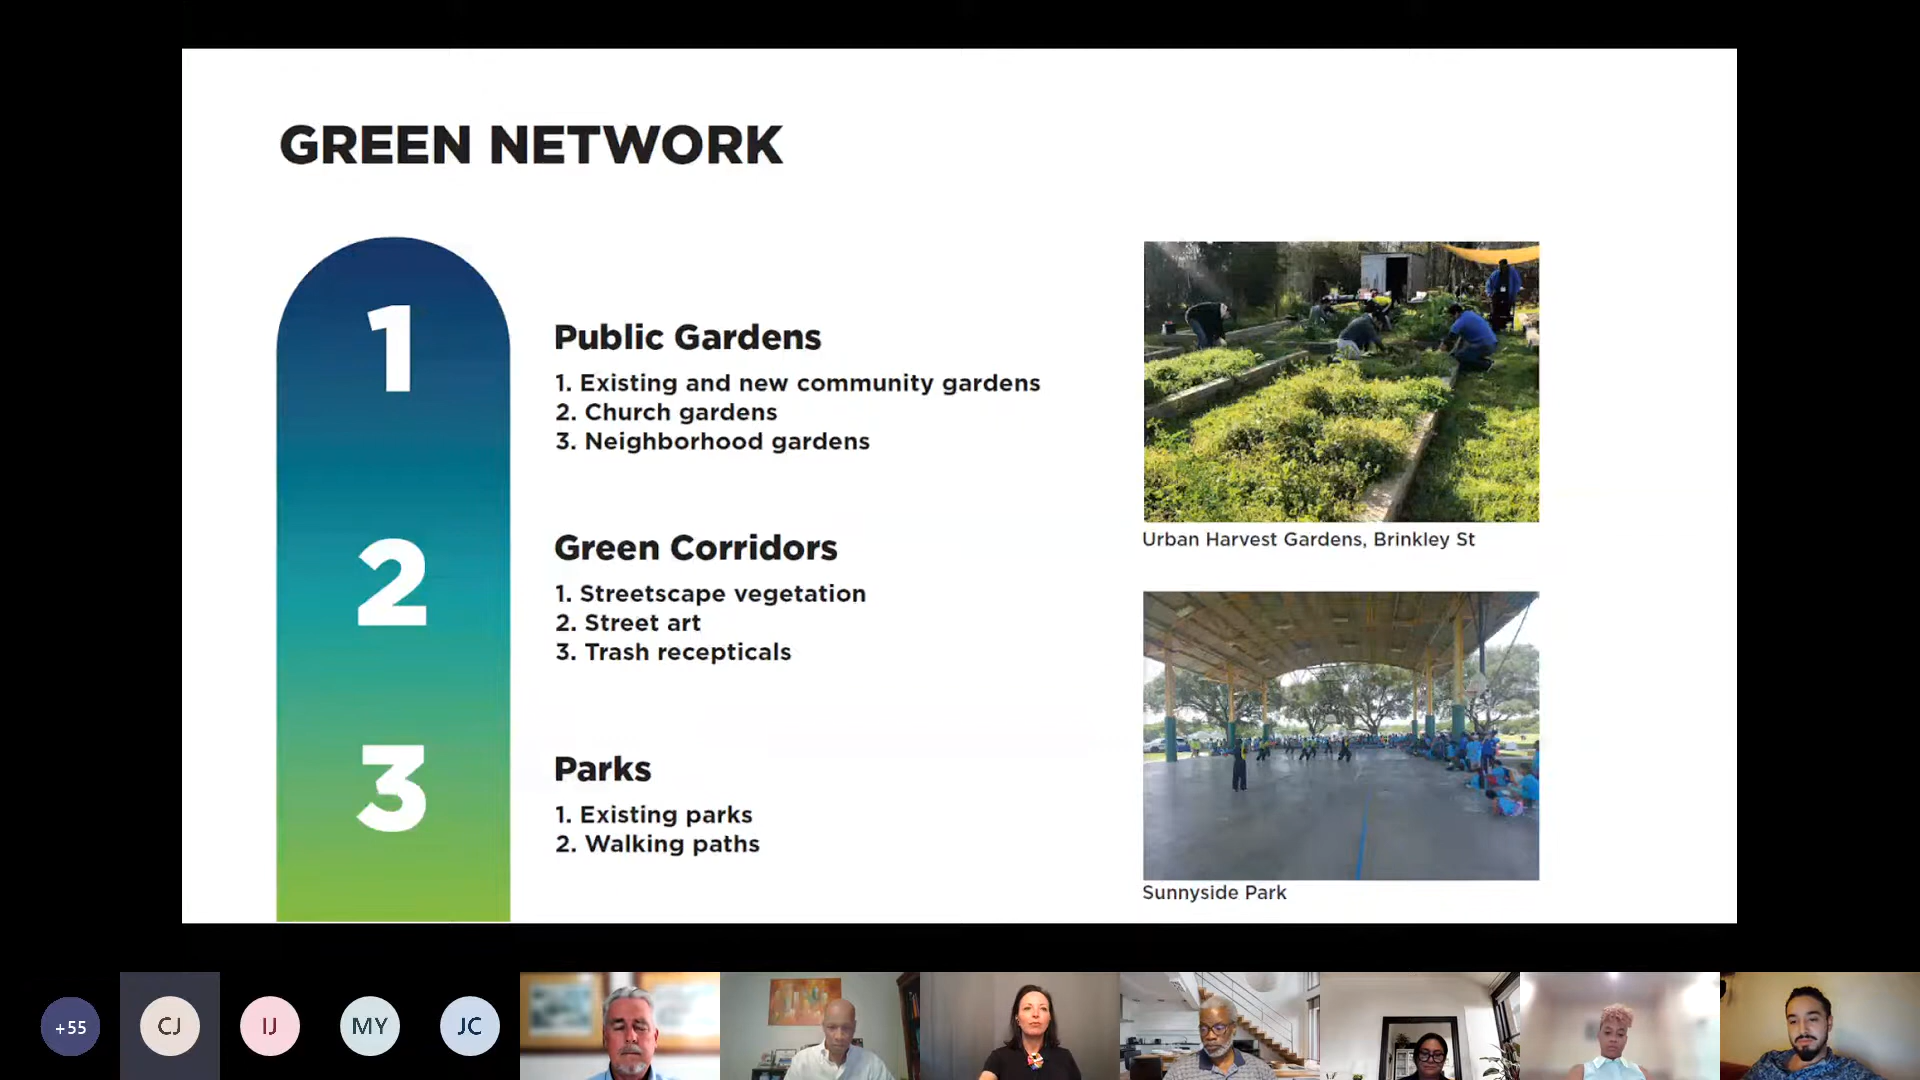 GREEN NETWORK
1
Public Gardens
1. Existing and new community gardens
2. Church gardens
3. Neighborhood gardens
Urban Harvest Gardens, Brinkley St
2
Green Corridors
1. Streetscape vegetation
2. Street art
3. Trash recepticals
3
Parks
1. Existing parks
2. Walking paths
Sunnyside Park
+55
CJ
IJ
MY
JC